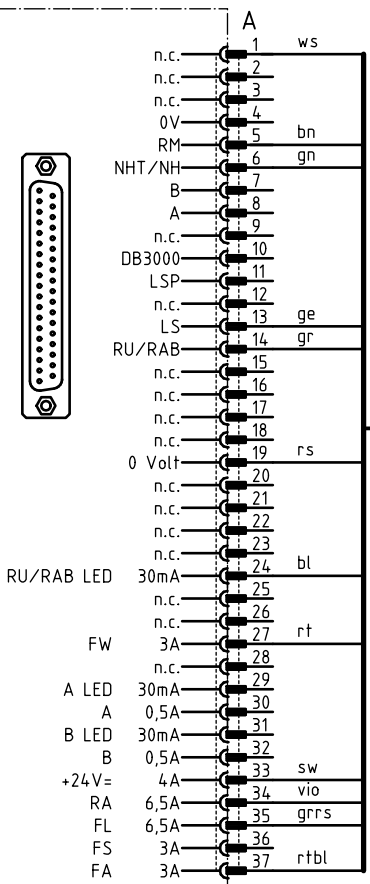 A
n.c. 1 ws
n.c. 2
n.c. 3
0V 4
RM 5 bn
NHT/NH 6 gn
B 7
A 8
n.c. 9
DB3000 10
LSP 11
n.c. 12
LS 13 ge
RU/RAB 14 gr
n.c. 15
n.c. 16
n.c. 17
n.c. 18
0 Volt 19 rs
n.c. 20
n.c. 21
n.c. 22
n.c. 23
RU/RAB LED 30mA 24 bl
n.c. 25
n.c. 26
FW 3A 27 rt
n.c. 28
A LED 30mA 29
A 0,5A 30
B LED 30mA 31
B 0,5A 32
+24V= 4A 33 sw
RA 6,5A 34 vio
FL 6,5A 35 grrs
FS 3A 36
FA 3A 37 rtbl